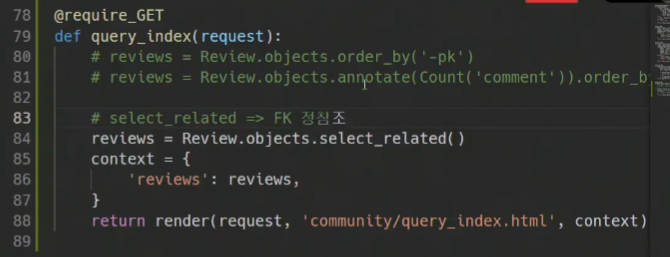 78 @require_GET
79 def query_index(request):
80 # reviews = Review.objects.order_by('-pk')
81 # reviews = Review.objects.annotate(Count('comment')).order_by
82
83 # select_related => FK 정참조
84 reviews = Review.objects.select_related()
85 context = {
86 'reviews': reviews,
87 }
88 return render(request, 'community/query_index.html', context)
89